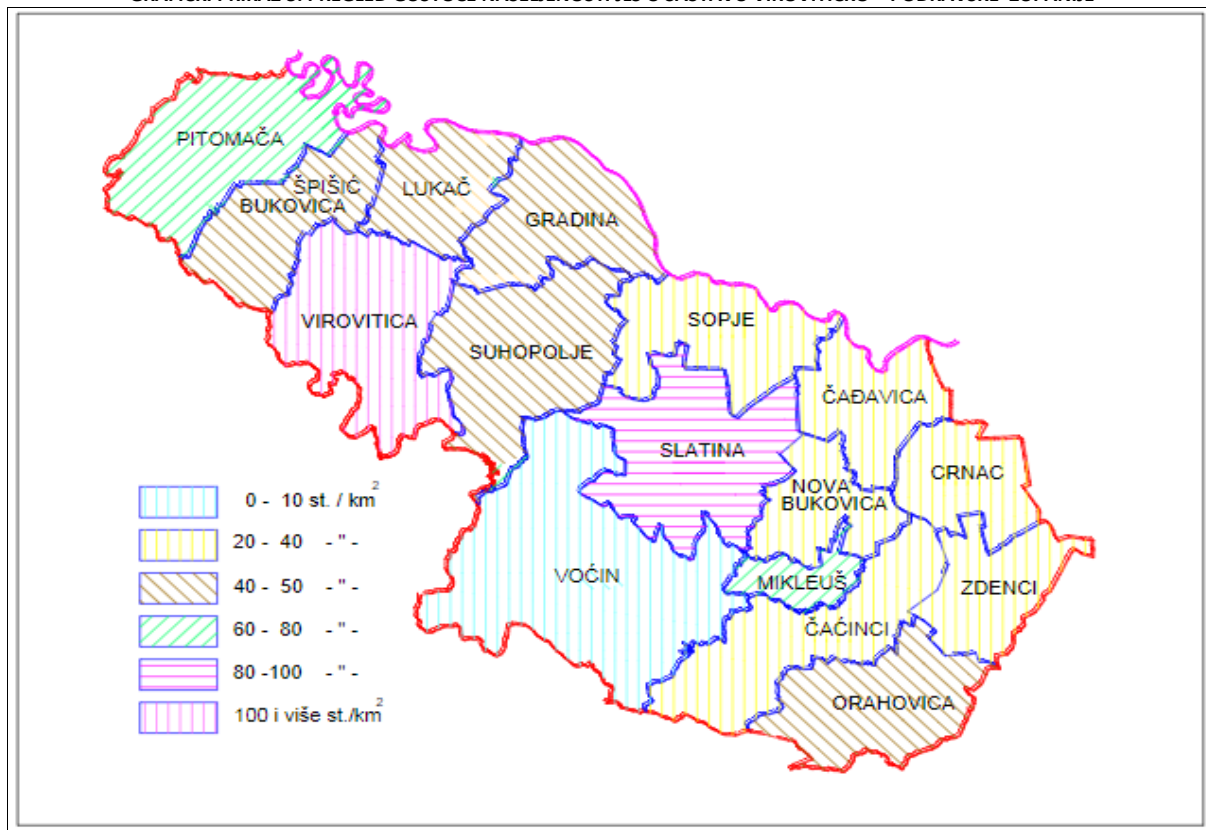 PITOMAČA
ŠPIŠIĆ
BUKOVICA
LUKAČ
GRADINA
VIROVITICA
SUHOPOLJE
SOPJE
ČAĐAVICA
SLATINA
CRNAC
NOVA
BUKOVICA
VOĆIN
MIKLEUŠ
ZDENCI
ČAĆINCI
ORAHOVICA
0 - 10 st. / km²
20 - 40 - " -
40 - 50 - " -
60 - 80 - " -
80 -100 - " -
100 i više st./km²